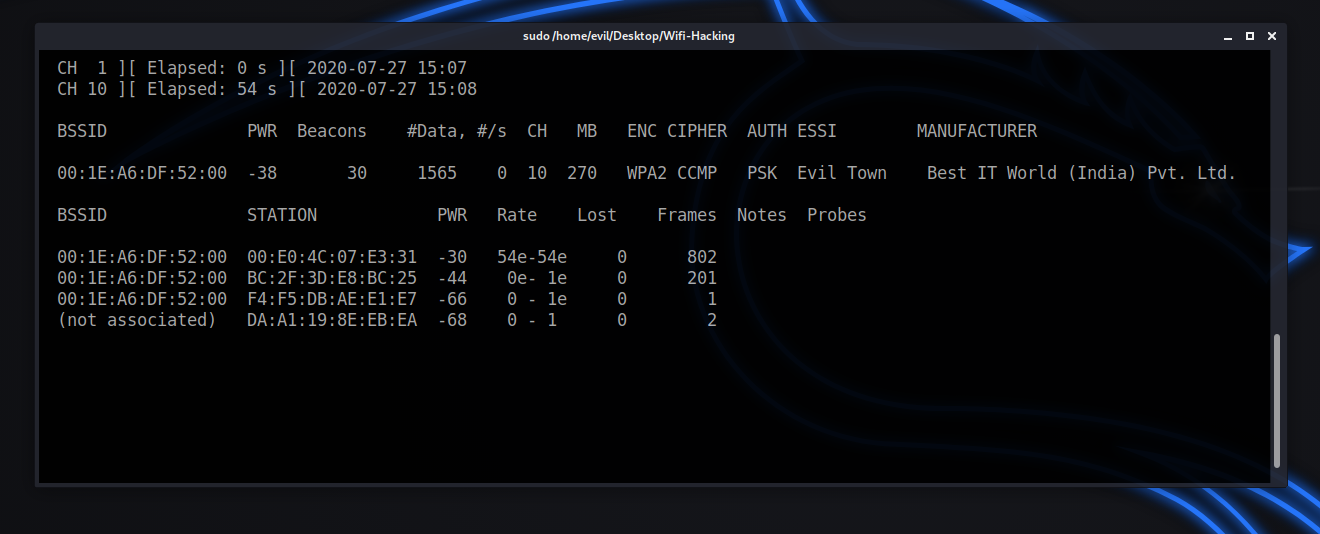 sudo /home/evil/Desktop/Wifi-Hacking
CH  1 ][ Elapsed: 0 s ][ 2020-07-27 15:07
CH 10 ][ Elapsed: 54 s ][ 2020-07-27 15:08
BSSID              PWR  Beacons    #Data, #/s  CH   MB   ENC CIPHER  AUTH ESSI        MANUFACTURER
00:1E:A6:DF:52:00  -38       30     1565    0  10  270   WPA2 CCMP   PSK  Evil Town    Best IT World (India) Pvt. Ltd.
BSSID              STATION            PWR   Rate    Lost    Frames  Notes  Probes
00:1E:A6:DF:52:00  00:E0:4C:07:E3:31  -30   54e-54e     0      802
00:1E:A6:DF:52:00  BC:2F:3D:E8:BC:25  -44    0e- 1e     0      201
00:1E:A6:DF:52:00  F4:F5:DB:AE:E1:E7  -66    0 - 1e     0        1
(not associated)   DA:A1:19:8E:EB:EA  -68    0 - 1      0        2